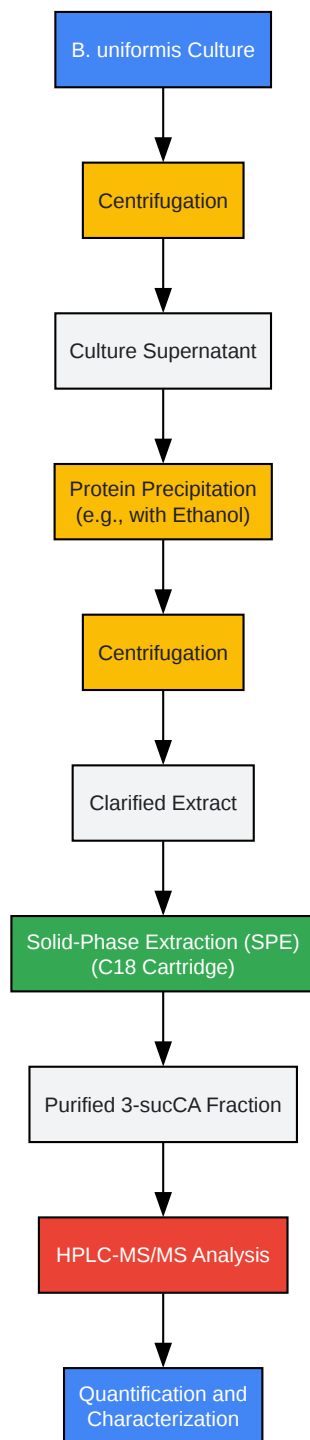 B. uniformis Culture
Centrifugation
Culture Supernatant
Protein Precipitation
(e.g., with Ethanol)
Centrifugation
Clarified Extract
Solid-Phase Extraction (SPE)
(C18 Cartridge)
Purified 3-sucCA Fraction
HPLC-MS/MS Analysis
Quantification and
Characterization